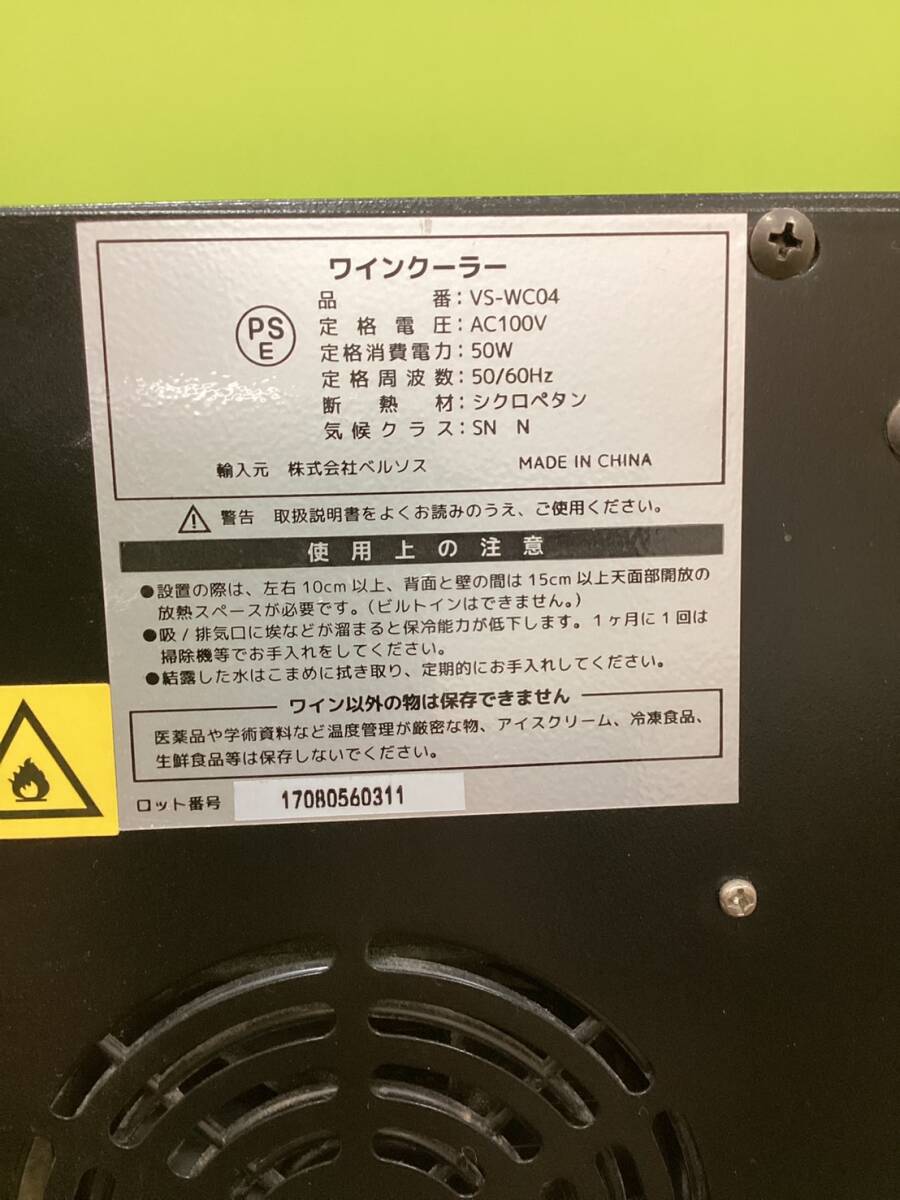 ワインクーラー
PS
E
品番：VS-WC04
定格電圧：AC100V
定格消費電力：50W
定格周波数：50/60Hz
断熱材：シクロペタン
気候クラス：SN N
輸入元 株式会社ベルソス MADE IN CHINA
警告 取扱説明書をよくお読みのうえ、ご使用ください。
使用上の注意
●設置の際は、左右10cm以上、背面と壁の間は15cm以上天面部開放の
放熱スペースが必要です。（ビルトインはできません。）
●吸/排気口に埃などが溜まると保冷能力が低下します。1ヶ月に1回は
掃除機等でお手入れをしてください。
●結露した水はこまめに拭き取り、定期的にお手入れしてください。
ワイン以外の物は保存できません
医薬品や学術資料など温度管理が厳密な物、アイスクリーム、冷凍食品、
生鮮食品等は保存しないでください。
ロット番号 17080560311